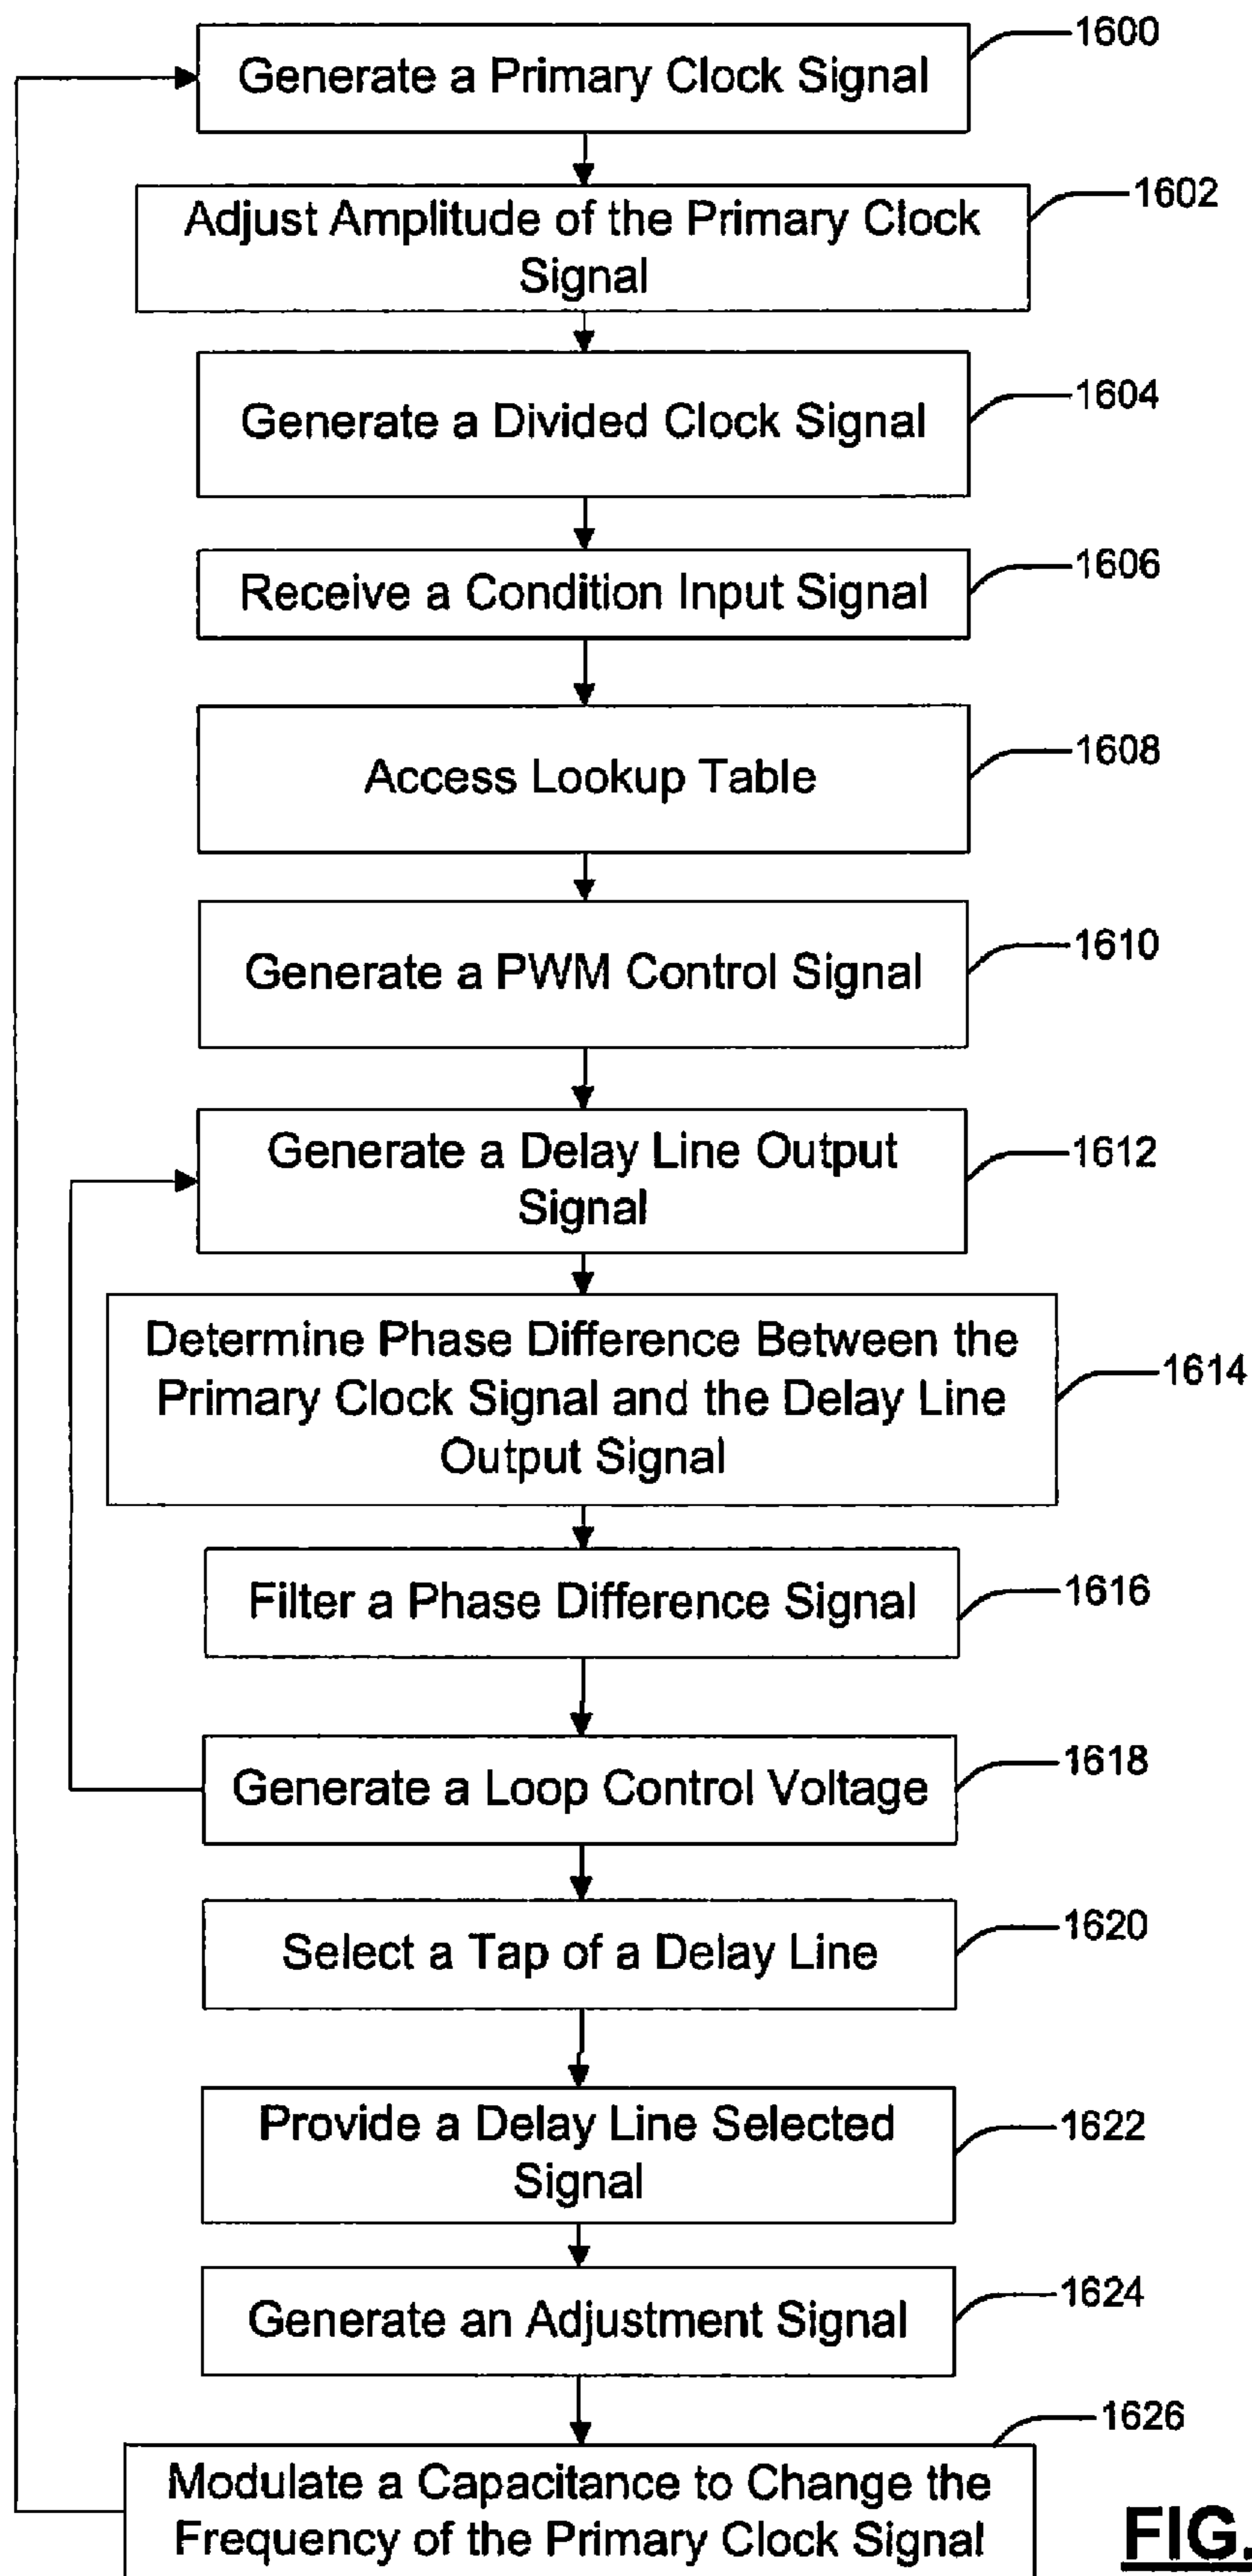 1600
Generate a Primary Clock Signal
1602
Adjust Amplitude of the Primary Clock
Signal
1604
Generate a Divided Clock Signal
1606
Receive a Condition Input Signal
1608
Access Lookup Table
1610
Generate a PWM Control Signal
1612
Generate a Delay Line Output
Signal
1614
Determine Phase Difference Between the
Primary Clock Signal and the Delay Line
Output Signal
1616
Filter a Phase Difference Signal
1618
Generate a Loop Control Voltage
1620
Select a Tap of a Delay Line
1622
Provide a Delay Line Selected
Signal
1624
Generate an Adjustment Signal
1626
Modulate a Capacitance to Change the
Frequency of the Primary Clock Signal
FIG.